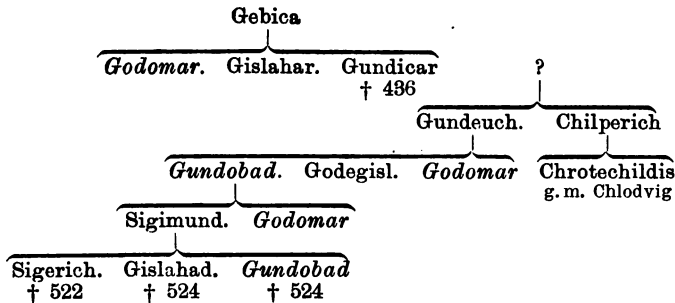 Gebica
Godomar. Gislahar. Gundicar ?
† 436
Gundeuch. Chilperich
Gundobad. Godegisl. Godomar Chrotechildis
g. m. Chlodvig
Sigimund. Godomar
Sigerich. Gislahad. Gundobad
† 522 † 524 † 524